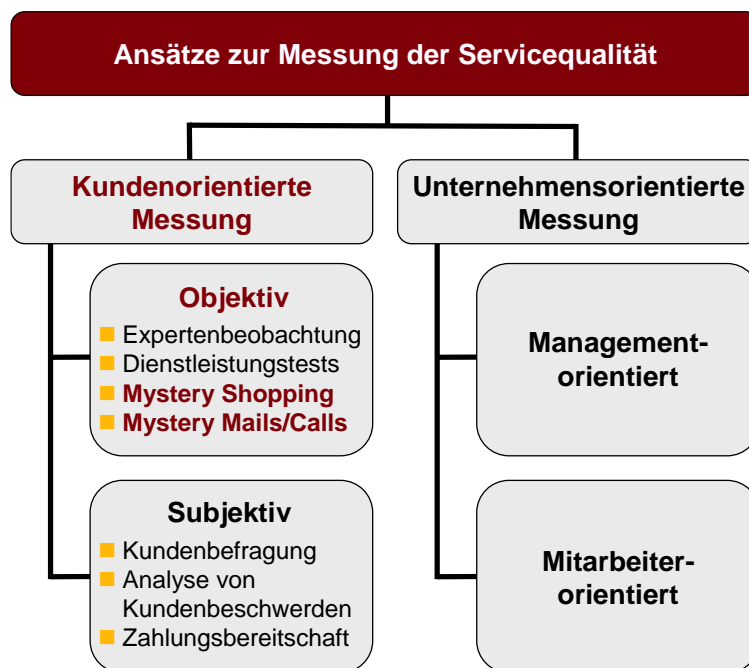 Ansätze zur Messung der Servicequalität
Kundenorientierte
Messung
Unternehmensorientierte
Messung
Objektiv
Expertenbeobachtung
Dienstleistungstests
Mystery Shopping
Mystery Mails/Calls
Management-
orientiert
Subjektiv
Kundenbefragung
Analyse von
Kundenbeschwerden
Zahlungsbereitschaft
Mitarbeiter-
orientiert